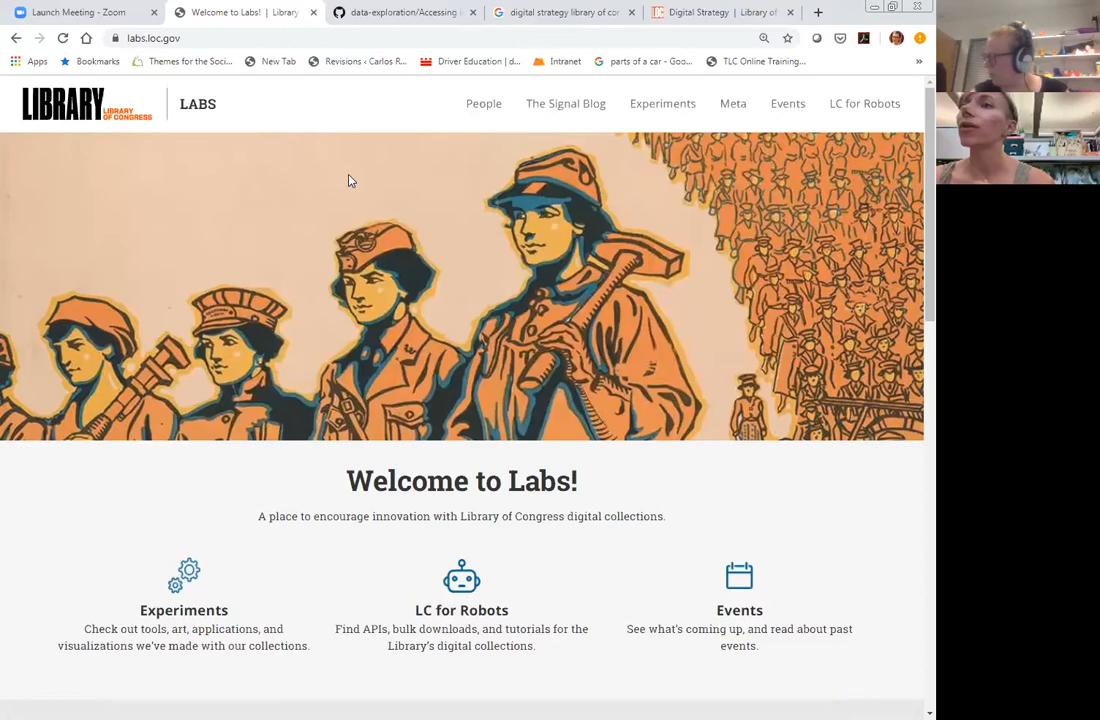 Launch Meeting - Zoom
Welcome to Labs! | Library
data-exploration/Accessing i
digital strategy library of con
Digital Strategy | Library of
labs.loc.gov
Apps
Bookmarks
Themes for the Soci...
New Tab
Revisions ‹ Carlos R...
Driver Education | d...
Intranet
parts of a car - Goo...
TLC Online Training...
»
LIBRARY
LIBRARY
OF CONGRESS
LABS
People
The Signal Blog
Experiments
Meta
Events
LC for Robots
Welcome to Labs!
A place to encourage innovation with Library of Congress digital collections.
Experiments
Check out tools, art, applications, and
visualizations we've made with our collections.
LC for Robots
Find APIs, bulk downloads, and tutorials for the
Library's digital collections.
Events
See what's coming up, and read about past
events.